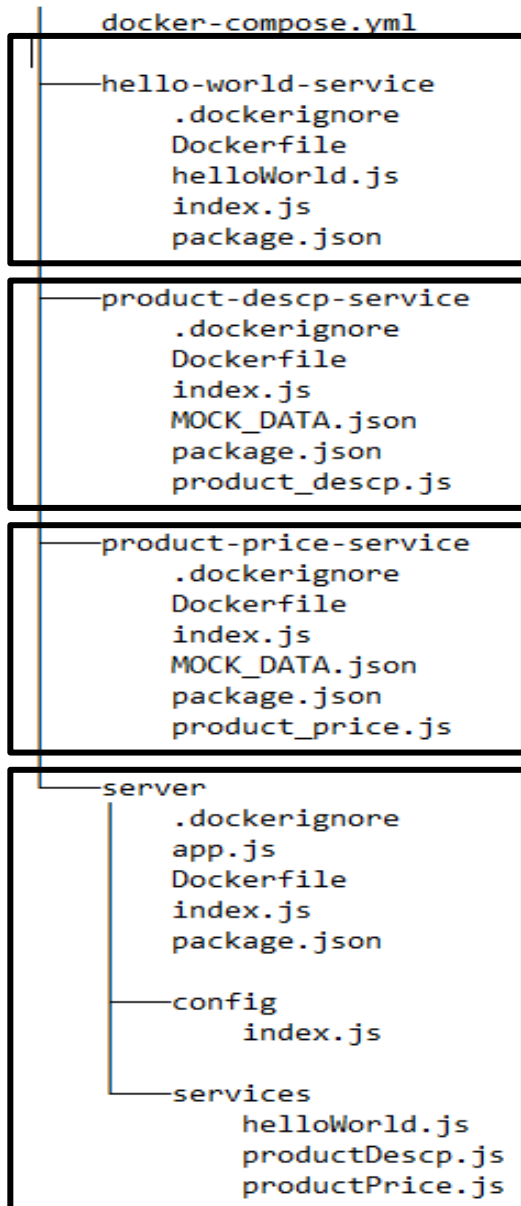 docker-compose.yml
hello-world-service
.dockerignore
Dockerfile
helloWorld.js
index.js
package.json
product-descp-service
.dockerignore
Dockerfile
index.js
MOCK_DATA.json
package.json
product_descp.js
product-price-service
.dockerignore
Dockerfile
index.js
MOCK_DATA.json
package.json
product_price.js
server
.dockerignore
app.js
Dockerfile
index.js
package.json
config
index.js
services
helloWorld.js
productDescp.js
productPrice.js